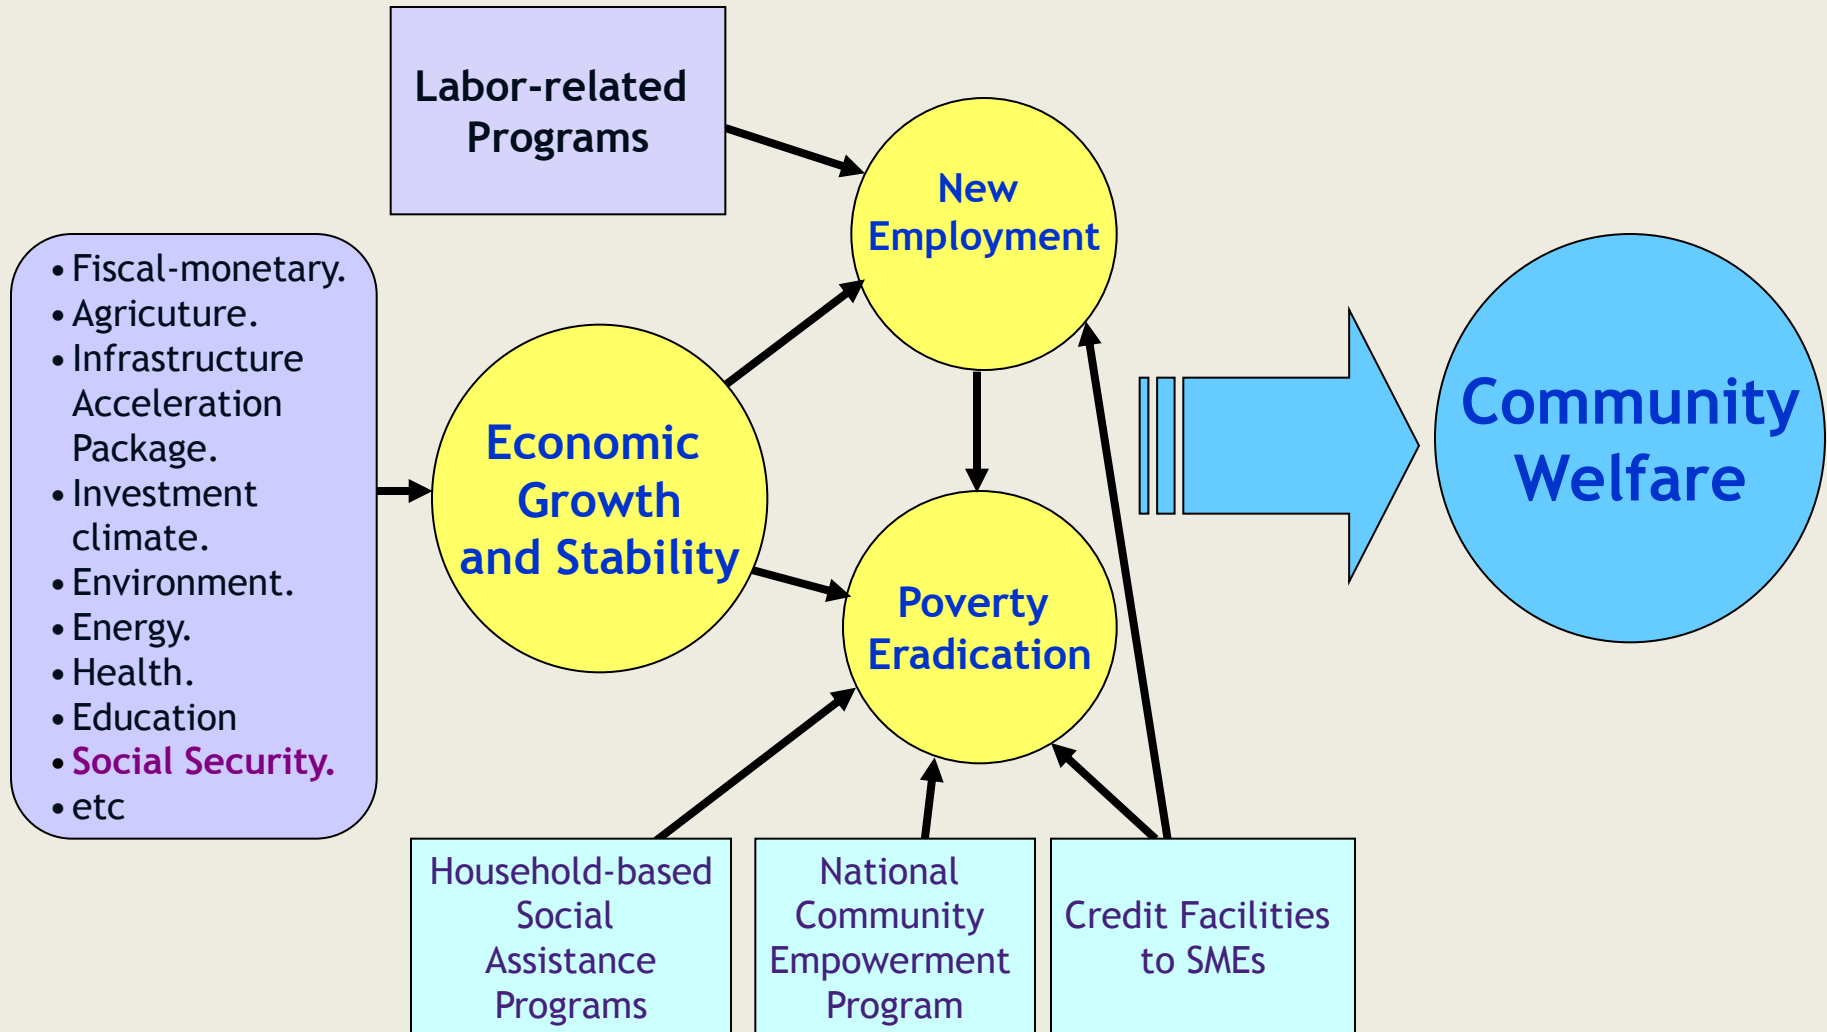 Labor-related
Programs
New
Employment
• Fiscal-monetary.
• Agricuture.
• Infrastructure
Acceleration
Package.
• Investment
climate.
• Environment.
• Energy.
• Health.
• Education
• Social Security.
• etc
Economic
Growth
and Stability
Community
Welfare
Poverty
Eradication
Household-based
Social
Assistance
Programs
National
Community
Empowerment
Program
Credit Facilities
to SMEs